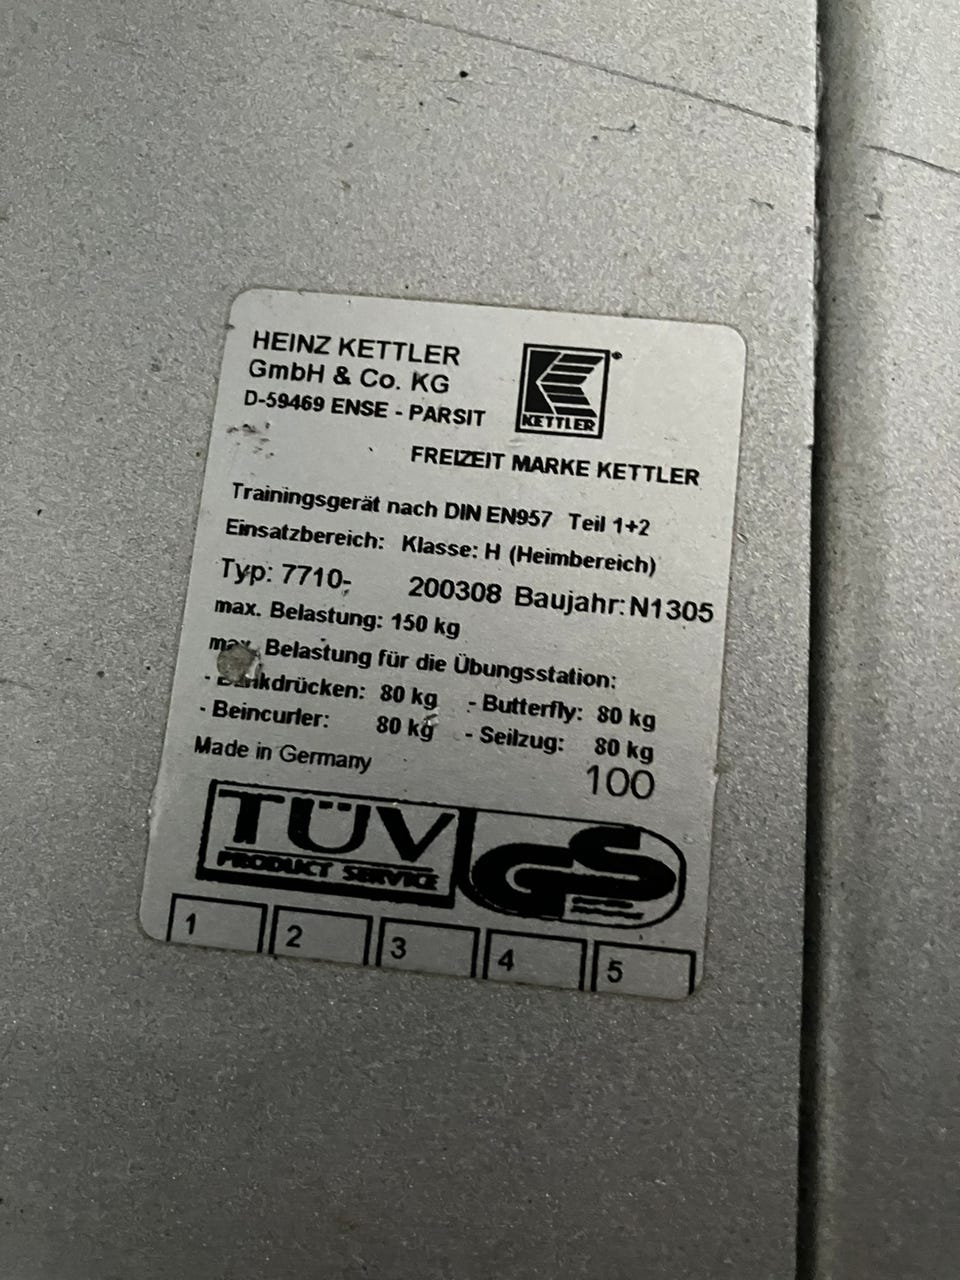 HEINZ KETTLER
GmbH & Co. KG
D-59469 ENSE - PARSIT
KETTLER
FREIZEIT MARKE KETTLER
Trainingsgerät nach DIN EN957 Teil 1+2
Einsatzbereich: Klasse: H (Heimbereich)
Typ: 7710- 200308 Baujahr: N1305
max. Belastung: 150 kg
max. Belastung für die Übungsstation:
- Bankdrücken: 80 kg - Butterfly: 80 kg
- Beincurler: 80 kg - Seilzug: 80 kg
Made in Germany 100
TÜV
PRODUCT SERVICE
GS
1 2 3 4 5